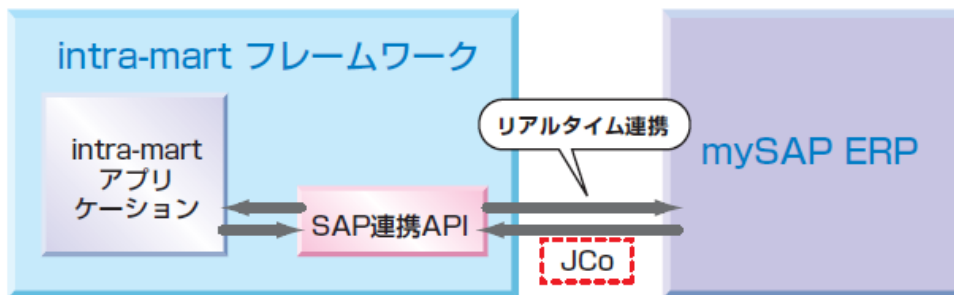 intra-mart フレームワーク
intra-mart
アプリ
ケーション
SAP連携API
リアルタイム連携
JCo
mySAP ERP